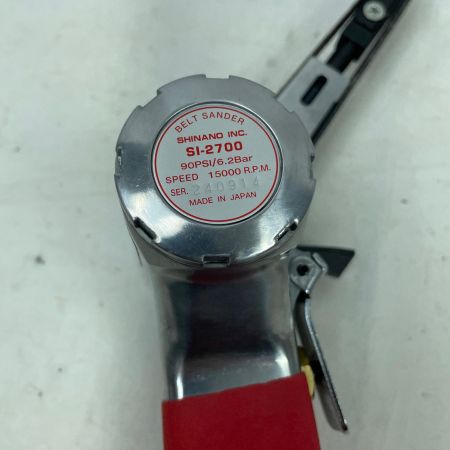 BELT SANDER
SHINANO INC.
SI-2700
90PSI/6.2Bar
SPEED 15000 R.P.M.
SER. 240914
MADE IN JAPAN